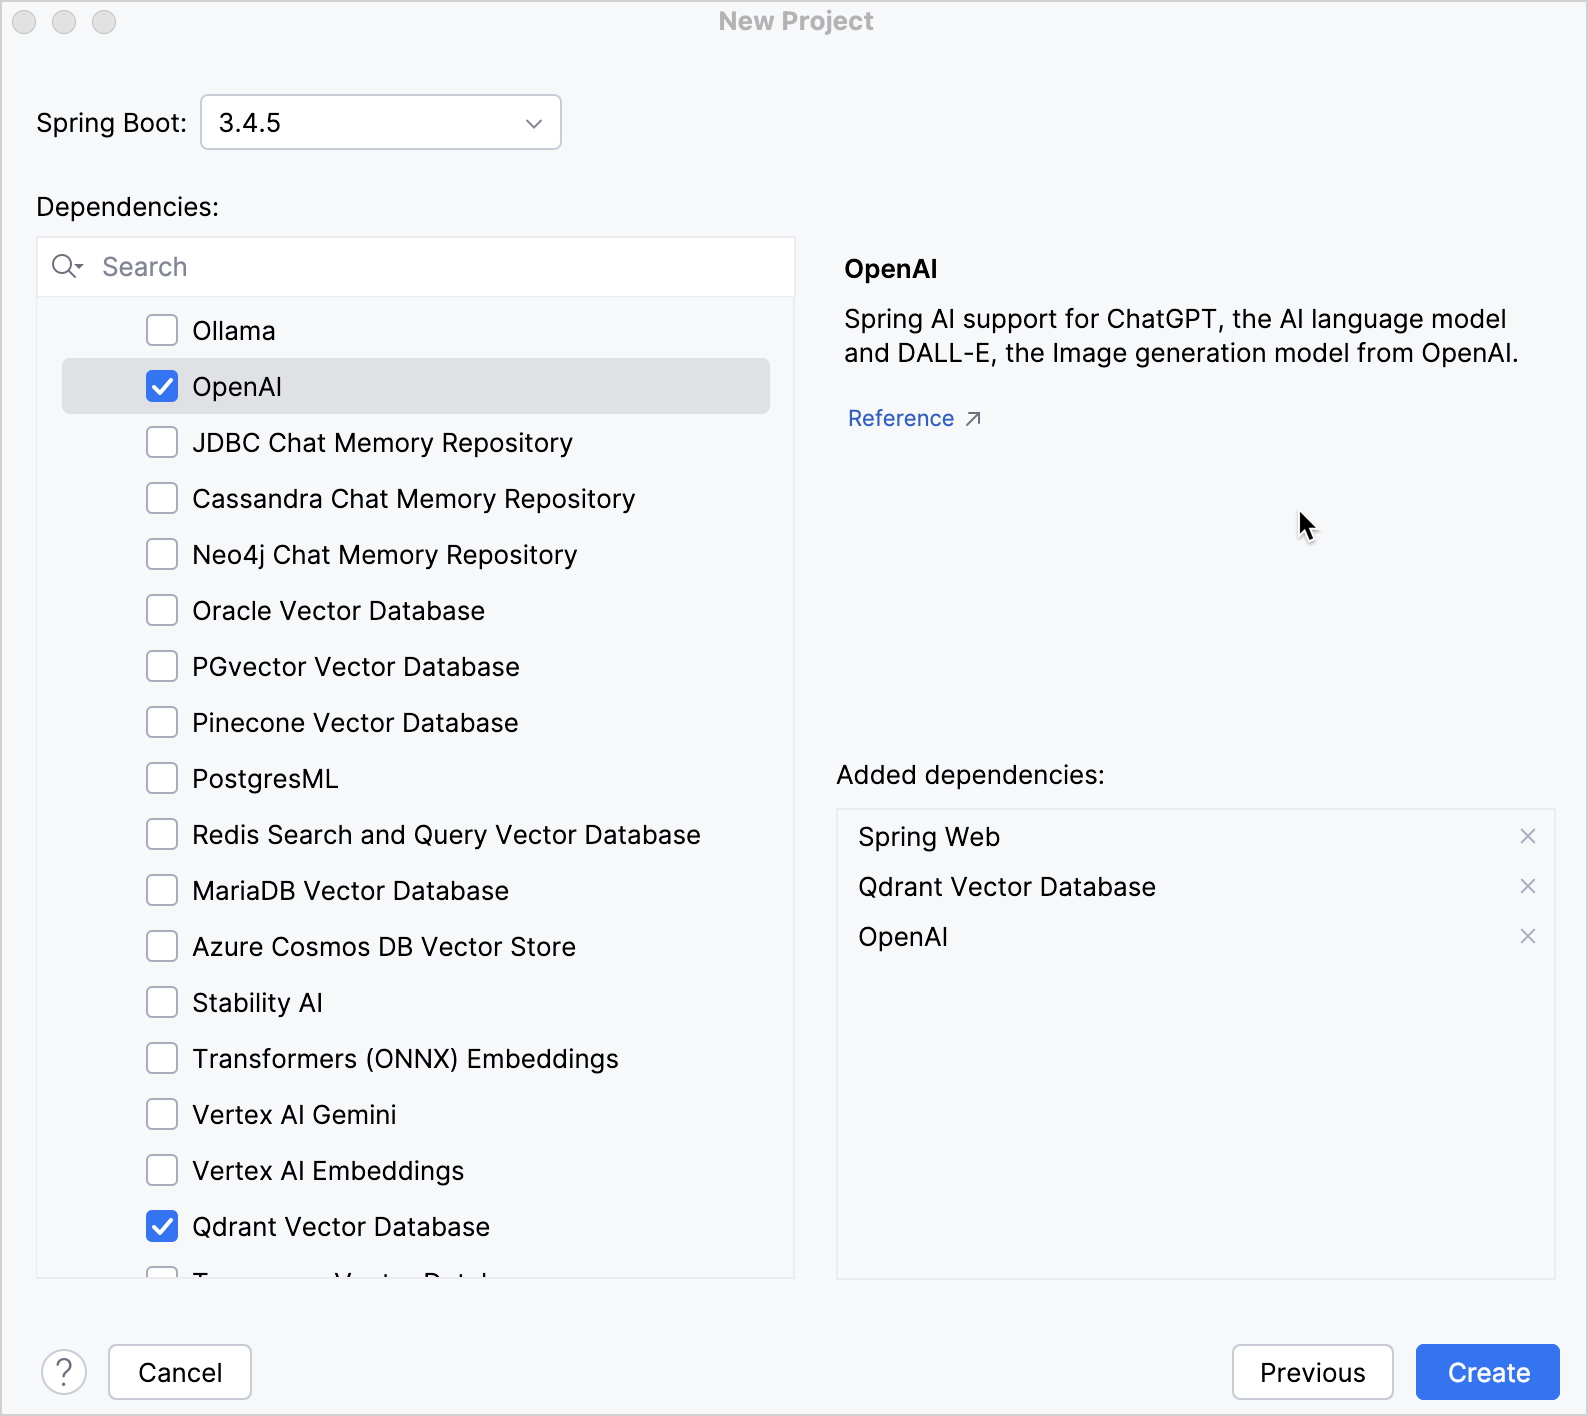 New Project
Spring Boot:
3.4.5
Dependencies:
Search
Ollama
OpenAI
JDBC Chat Memory Repository
Cassandra Chat Memory Repository
Neo4j Chat Memory Repository
Oracle Vector Database
PGvector Vector Database
Pinecone Vector Database
PostgresML
Redis Search and Query Vector Database
MariaDB Vector Database
Azure Cosmos DB Vector Store
Stability AI
Transformers (ONNX) Embeddings
Vertex AI Gemini
Vertex AI Embeddings
Qdrant Vector Database
OpenAI
Spring AI support for ChatGPT, the AI language model
and DALL-E, the Image generation model from OpenAI.
Reference
Added dependencies:
Spring Web
Qdrant Vector Database
OpenAI
?
Cancel
Previous
Create